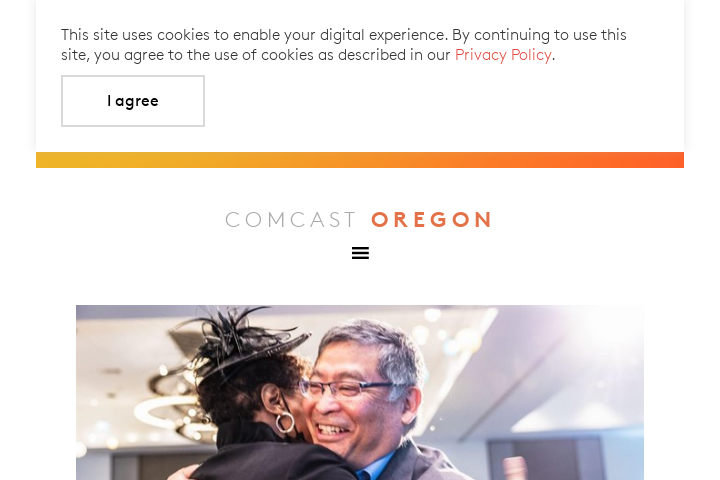 This site uses cookies to enable your digital experience. By continuing to use this
site, you agree to the use of cookies as described in our Privacy Policy.
I agree
COMCAST OREGON